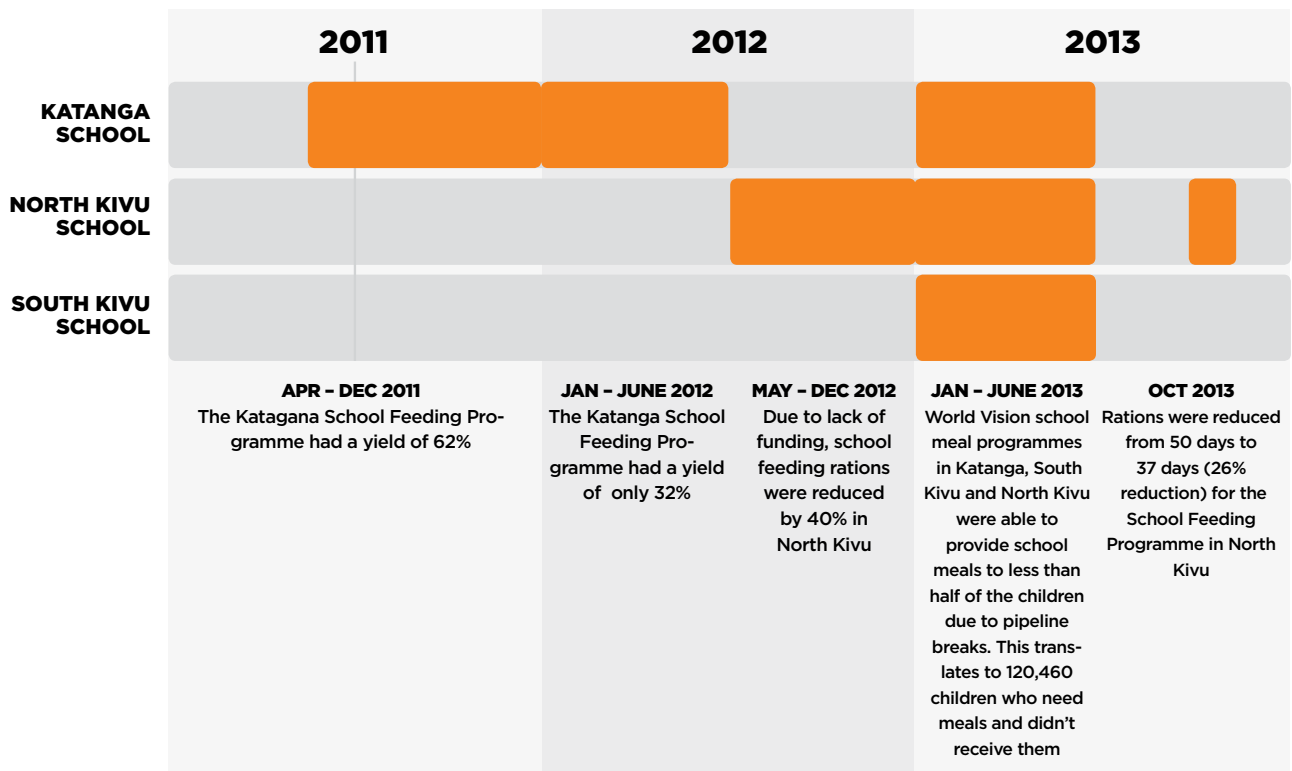 2011
2012
2013
KATANGA
SCHOOL
NORTH KIVU
SCHOOL
SOUTH KIVU
SCHOOL
APR – DEC 2011
The Katagana School Feeding Pro-
gramme had a yield of 62%
JAN – JUNE 2012
The Katanga School
Feeding Pro-
gramme had a yield
of only 32%
MAY – DEC 2012
Due to lack of
funding, school
feeding rations
were reduced
by 40% in
North Kivu
JAN – JUNE 2013
World Vision school
meal programmes
in Katanga, South
Kivu and North Kivu
were able to
provide school
meals to less than
half of the children
due to pipeline
breaks. This trans-
lates to 120,460
children who need
meals and didn’t
receive them
OCT 2013
Rations were reduced
from 50 days to
37 days (26%
reduction) for the
School Feeding
Programme in North
Kivu